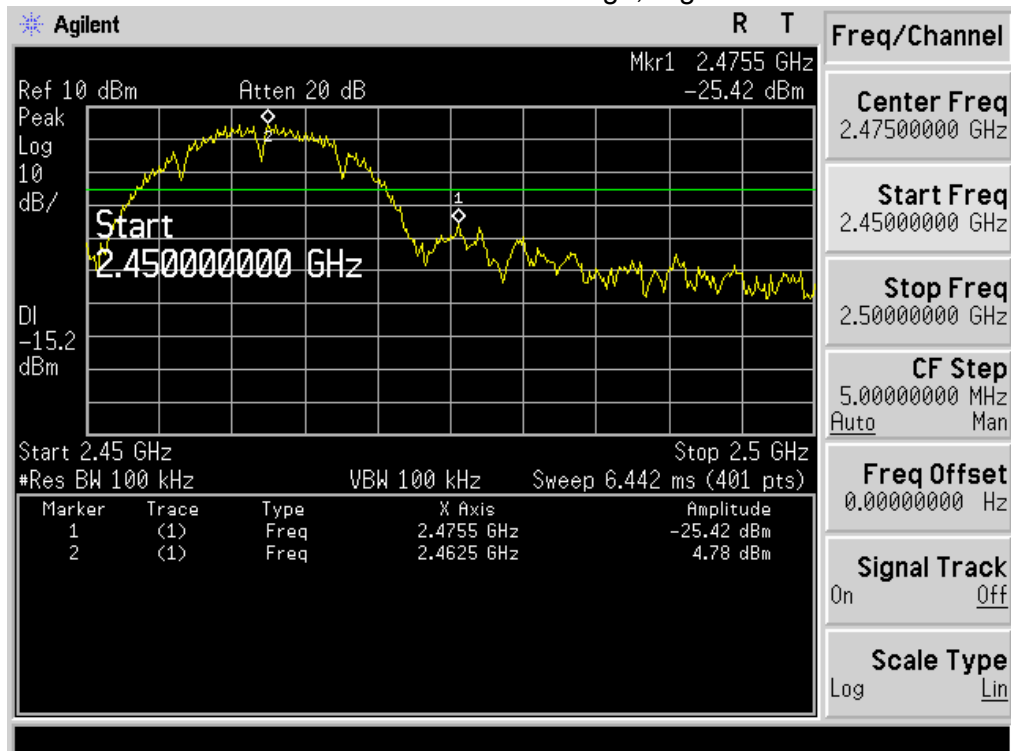 Agilent
R T
Mkr1 2.4755 GHz
Ref 10 dBm Atten 20 dB -25.42 dBm
Peak
Log
10
dB/
2
1
Start
2.450000000 GHz
DI
-15.2
dBm
Start 2.45 GHz Stop 2.5 GHz
#Res BW 100 kHz VBW 100 kHz Sweep 6.442 ms (401 pts)
Marker Trace Type X Axis Amplitude
1 (1) Freq 2.4755 GHz -25.42 dBm
2 (1) Freq 2.4625 GHz 4.78 dBm
Freq/Channel
Center Freq
2.47500000 GHz
Start Freq
2.45000000 GHz
Stop Freq
2.50000000 GHz
CF Step
5.00000000 MHz
Auto Man
Freq Offset
0.00000000 Hz
Signal Track
On Off
Scale Type
Log Lin